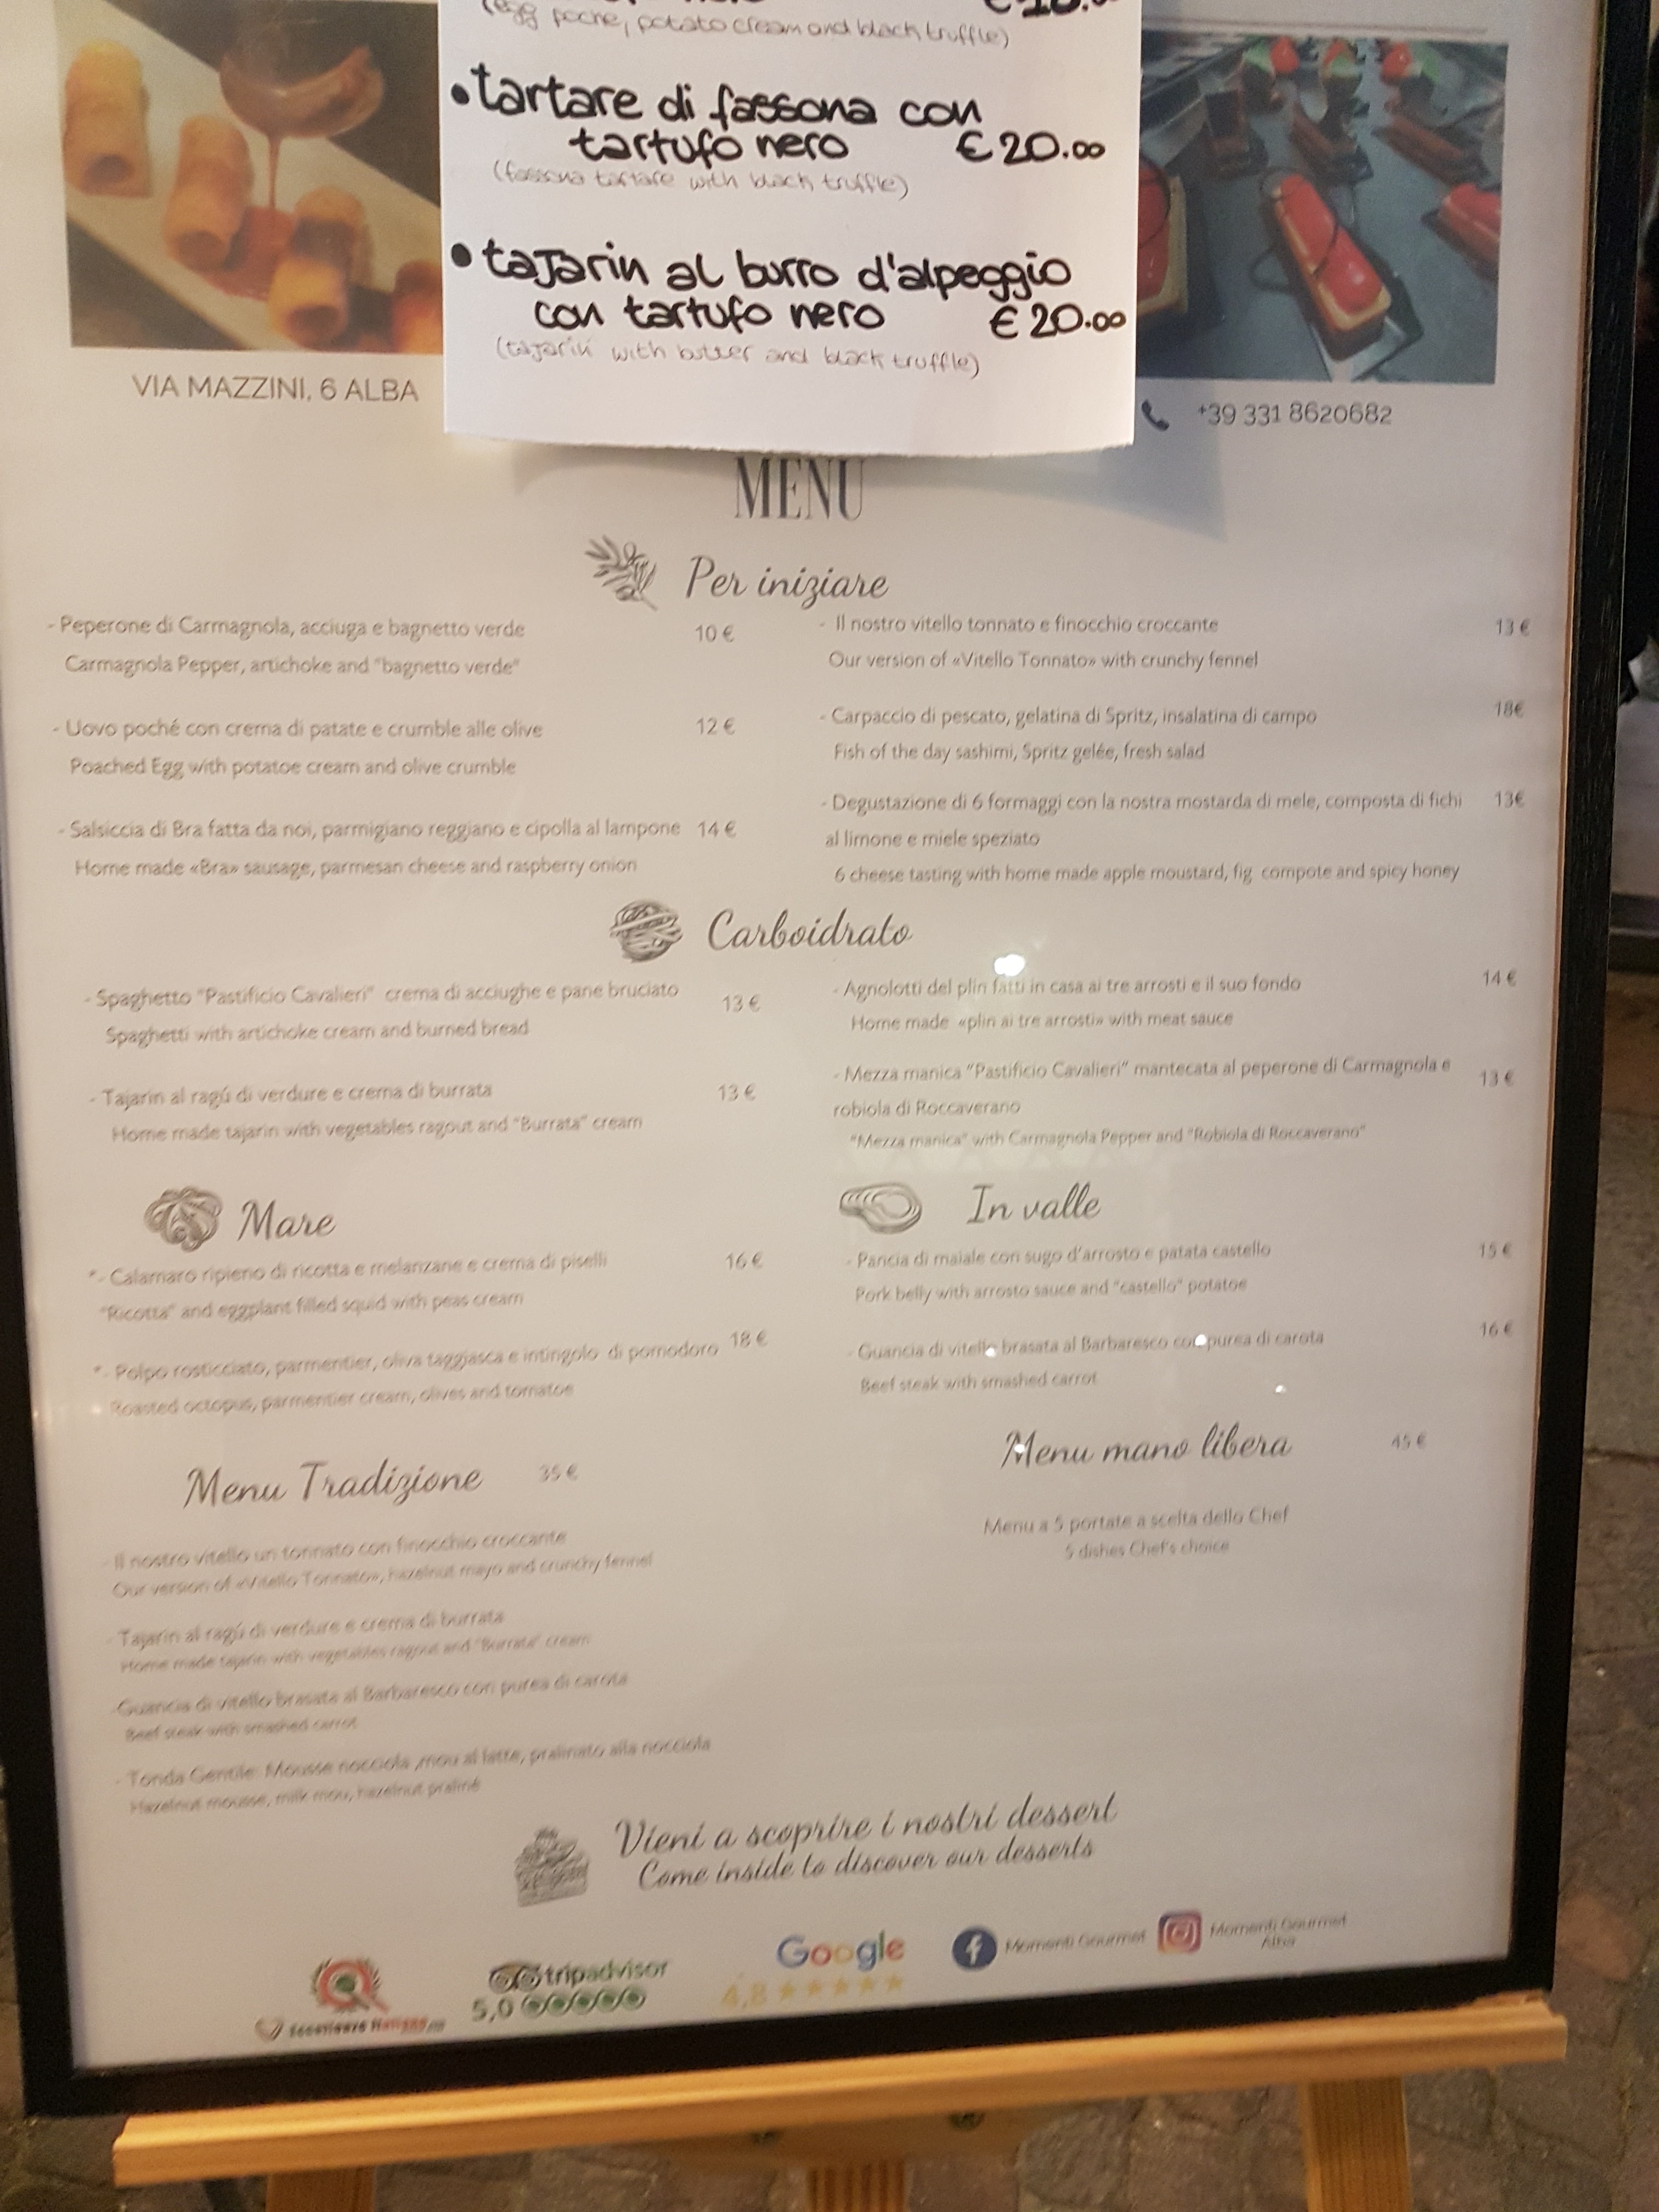 (egg poché, potato cream and black truffle)
• tartare di fassona con
tartufo nero € 20.00
(fassona tartare with black truffle)
• tajarin al burro d'alpeggio
con tartufo nero € 20.00
(tajarin with butter and black truffle)
VIA MAZZINI, 6 ALBA
+39 331 8620682
MENU
Per iniziare
- Peperone di Carmagnola, acciuga e bagnetto verde 10 €
Carmagnola Pepper, artichoke and "bagnetto verde"
- Uovo poché con crema di patate e crumble alle olive 12 €
Poached Egg with potatoe cream and olive crumble
- Salsiccia di Bra fatta da noi, parmigiano reggiano e cipolla al lampone 14 €
Home made «Bra» sausage, parmesan cheese and raspberry onion
- Il nostro vitello tonnato e finocchio croccante 13 €
Our version of «Vitello Tonnato» with crunchy fennel
- Carpaccio di pescato, gelatina di Spritz, insalatina di campo 18€
Fish of the day sashimi, Spritz gelée, fresh salad
- Degustazione di 6 formaggi con la nostra mostarda di mele, composta di fichi 13€
al limone e miele speziato
6 cheese tasting with home made apple moustard, fig compote and spicy honey
Carboidrato
- Spaghetto "Pastificio Cavalieri" crema di acciughe e pane bruciato 13 €
Spaghetti with artichoke cream and burned bread
- Tajarin al ragú di verdure e crema di burrata 13 €
Home made tajarin with vegetables ragout and "Burrata" cream
- Agnolotti del plin fatti in casa ai tre arrosti e il suo fondo 14 €
Home made «plin ai tre arrosti» with meat sauce
- Mezza manica "Pastificio Cavalieri" mantecata al peperone di Carmagnola e 13 €
robiola di Roccaverano
"Mezza manica" with Carmagnola Pepper and "Robiola di Roccaverano"
Mare
*- Calamaro ripieno di ricotta e melanzane e crema di piselli 16 €
"Ricotta" and eggplant filled squid with peas cream
*- Polpo rosticciato, parmentier, oliva taggiasca e intingolo di pomodoro 18 €
Roasted octopus, parmentier cream, olives and tomatoe
In valle
- Pancia di maiale con sugo d'arrosto e patata castello 15 €
Pork belly with arrosto sauce and "castello" potatoe
- Guancia di vitello brasata al Barbaresco con purea di carota 16 €
Beef steak with smashed carrot
Menu Tradizione 35 €
- Il nostro vitello un tonnato con finocchio croccante
Our version of «Vitello Tonnato», hazelnut mayo and crunchy fennel
- Tajarin al ragú di verdure e crema di burrata
Home made tajarin with vegetables ragout and "Burrata" cream
- Guancia di vitello brasata al Barbaresco con purea di carota
Beef steak with smashed carrot
- Tonda Gentile: Mousse nocciola ,mou al latte, pralinato alla nocciola
Hazelnut mousse, milk mou, hazelnut praliné
Menu mano libera 45 €
Menu a 5 portate a scelta dello Chef
5 dishes Chef's choice
Vieni a scoprire i nostri dessert
Come inside to discover our desserts
Eccellenze Italiane
tripadvisor
5,0
Google
4,8
Momenti Gourmet
Momenti Gourmet
Alba